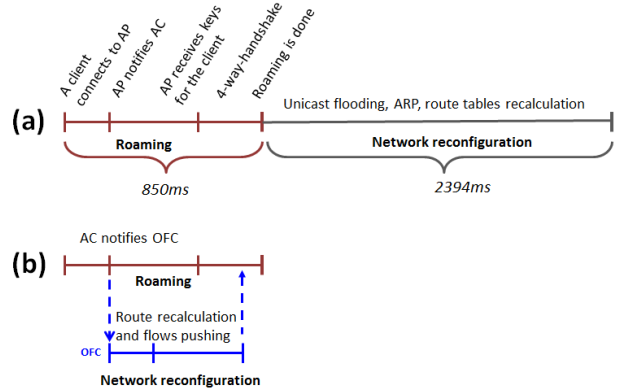 A client
connects to AP
AP notifies AC
AP receives keys
for the client
4-way-handshake
Roaming is done
Unicast flooding, ARP, route tables recalculation
(a)
Roaming
Network reconfiguration
850ms
2394ms
AC notifies OFC
(b)
Roaming
Route recalculation
and flows pushing
OFC
Network reconfiguration